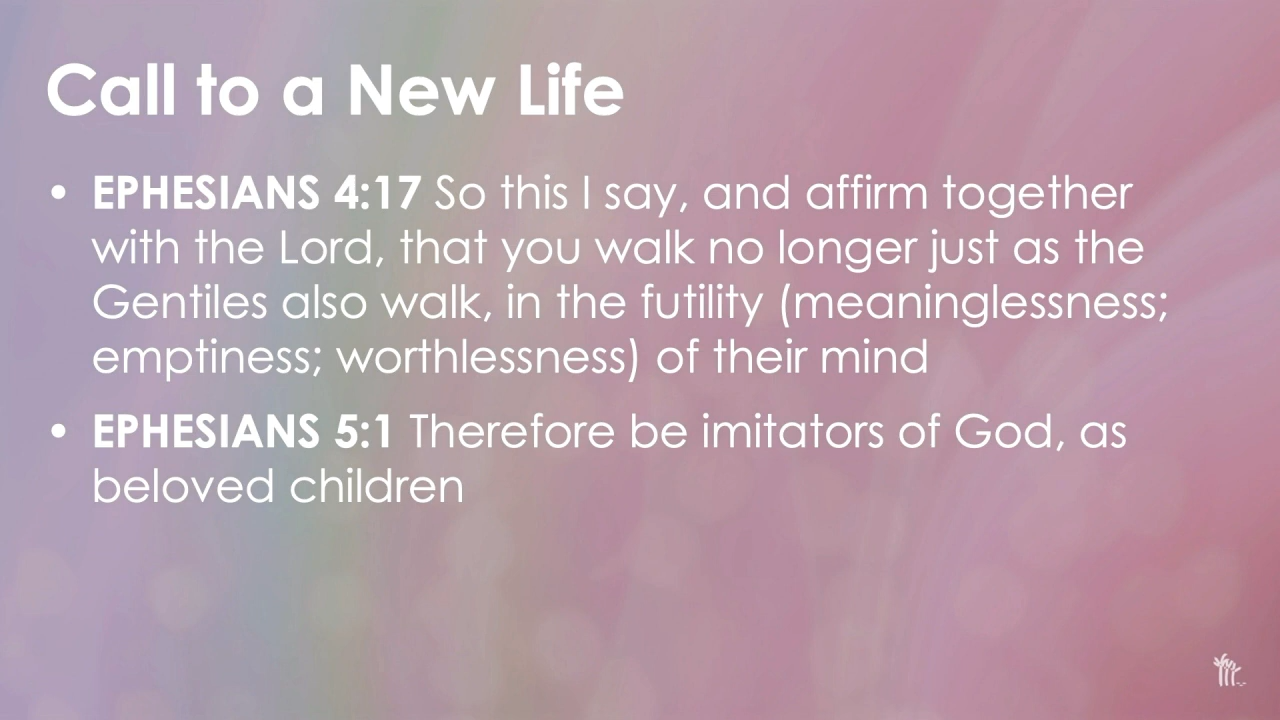 Call to a New Life
• EPHESIANS 4:17 So this I say, and affirm together
with the Lord, that you walk no longer just as the
Gentiles also walk, in the futility (meaninglessness;
emptiness; worthlessness) of their mind
• EPHESIANS 5:1 Therefore be imitators of God, as
beloved children